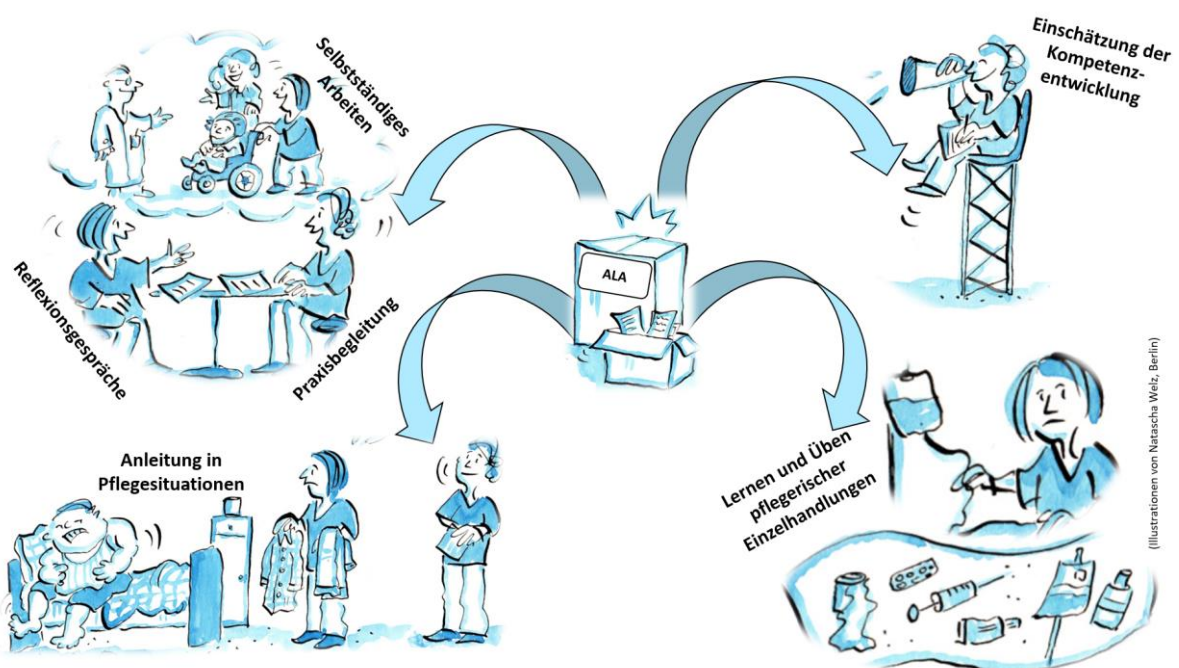 Selbstständiges
Arbeiten
Reflexionsgespräche
Praxisbegleitung
ALA
Einschätzung der
Kompetenz-
entwicklung
Anleitung in
Pflegesituationen
Lernen und Üben
pflegerischer
Einzelhandlungen
(Illustrationen von Natascha Welz, Berlin)